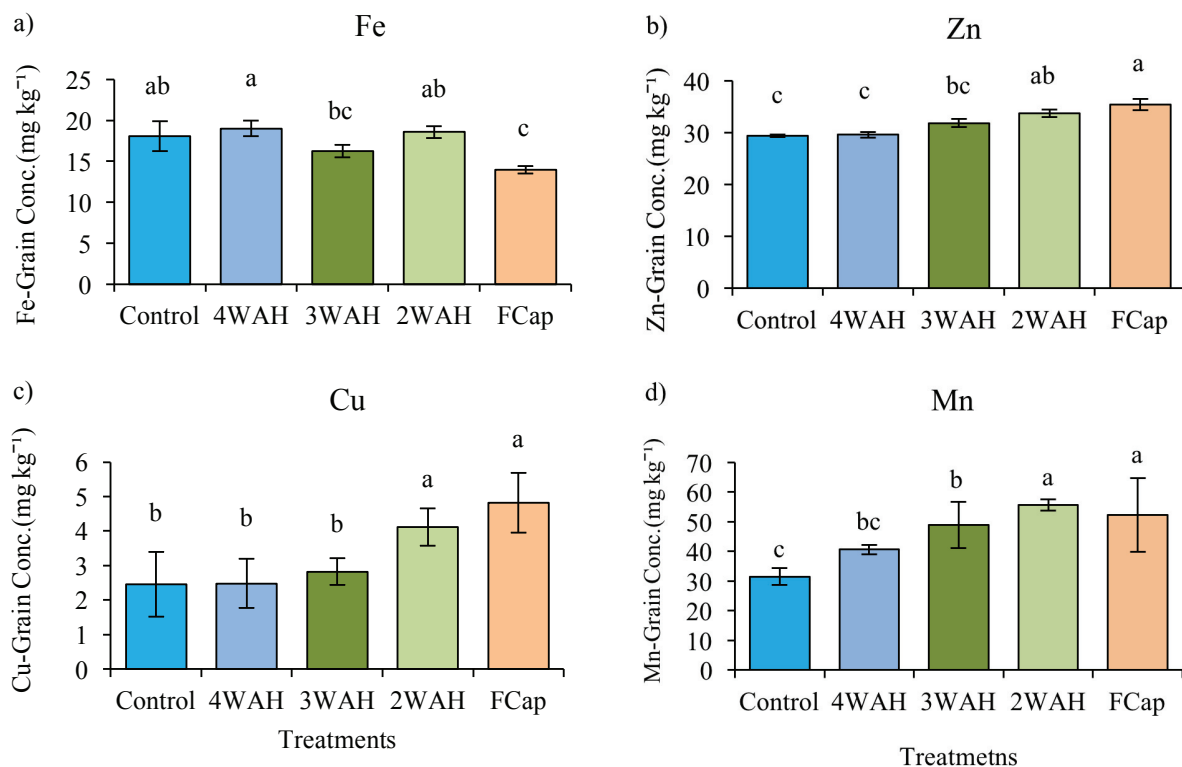 a)
Fe
Fe-Grain Conc.(mg kg⁻¹)
25
20
15
10
5
0
ab
a
bc
ab
c
Control 4WAH 3WAH 2WAH FCap
b)
Zn
Zn-Grain Conc.(mg kg⁻¹)
40
30
20
10
0
c
c
bc
ab
a
Control 4WAH 3WAH 2WAH FCap
c)
Cu
Cu-Grain Conc.(mg kg⁻¹)
6
5
4
3
2
1
0
b
b
b
a
a
Control 4WAH 3WAH 2WAH FCap
Treatments
d)
Mn
Mn-Grain Conc.(mg kg⁻¹)
70
60
50
40
30
20
10
0
c
bc
b
a
a
Control 4WAH 3WAH 2WAH FCap
Treatmetns